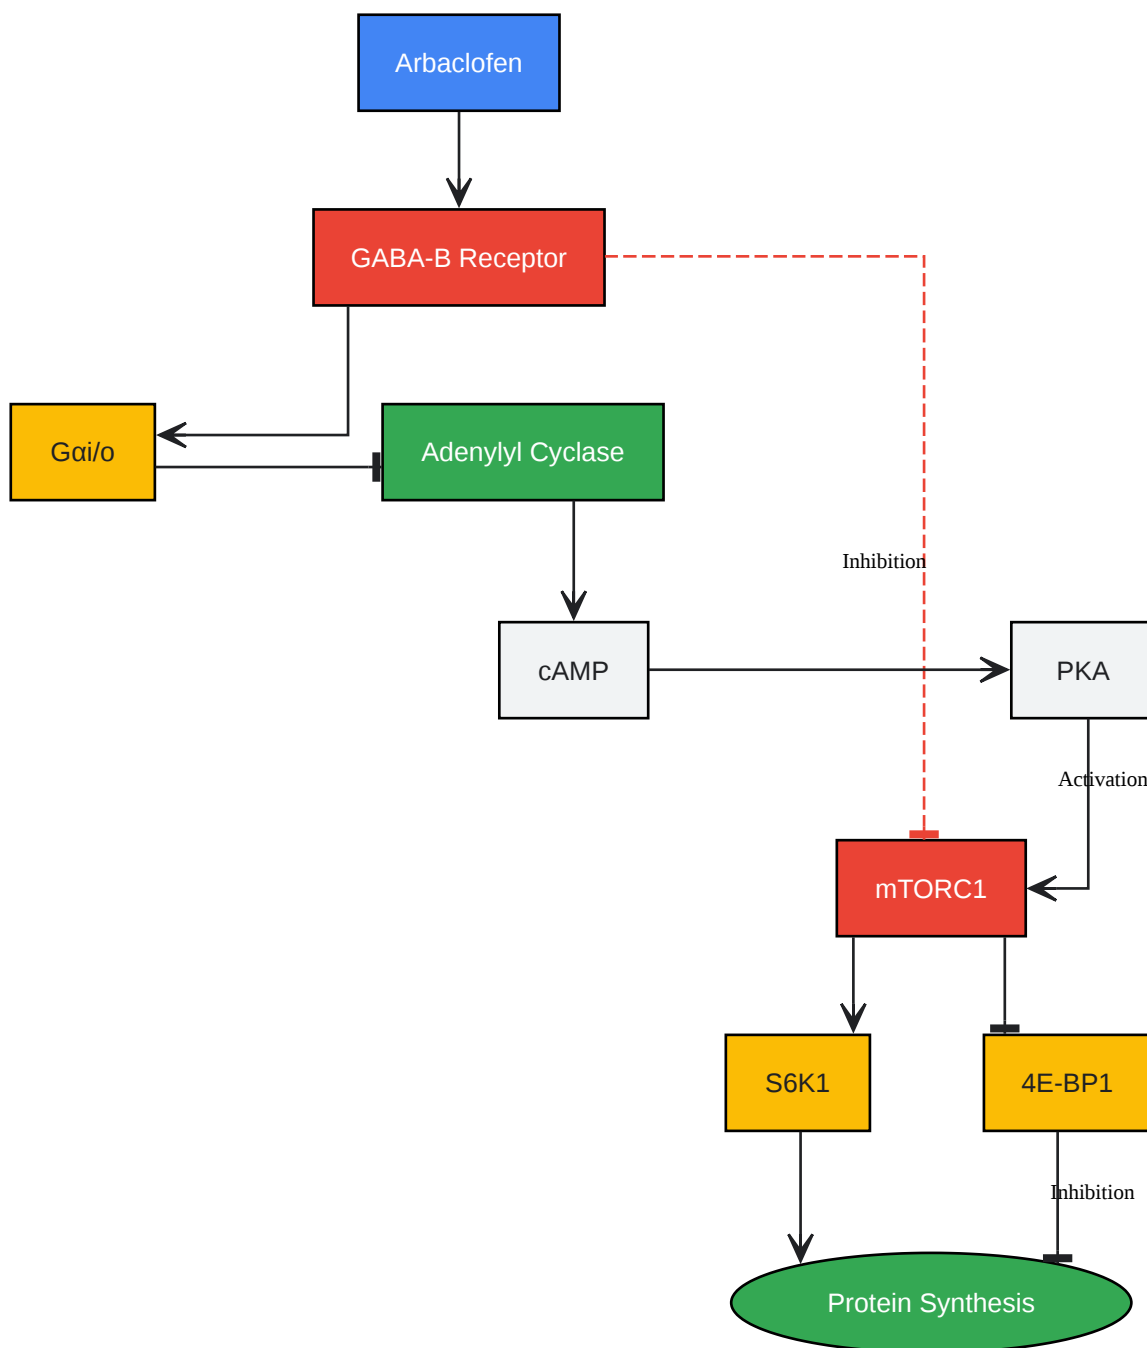 Arbaclofen
GABA-B Receptor
Gαi/o
Adenylyl Cyclase
Inhibition
cAMP
PKA
Activation
mTORC1
S6K1
4E-BP1
Inhibition
Protein Synthesis